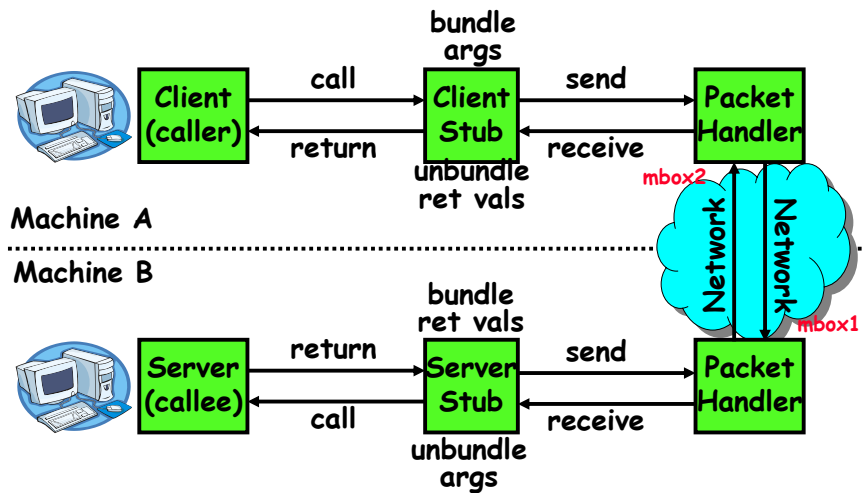 bundle
args
call
send
Client
(caller)
Client
Stub
Packet
Handler
return
receive
unbundle
ret vals
mbox2
Machine A
Network
Network
Machine B
mbox1
bundle
ret vals
return
send
Server
(callee)
Server
Stub
Packet
Handler
call
receive
unbundle
args